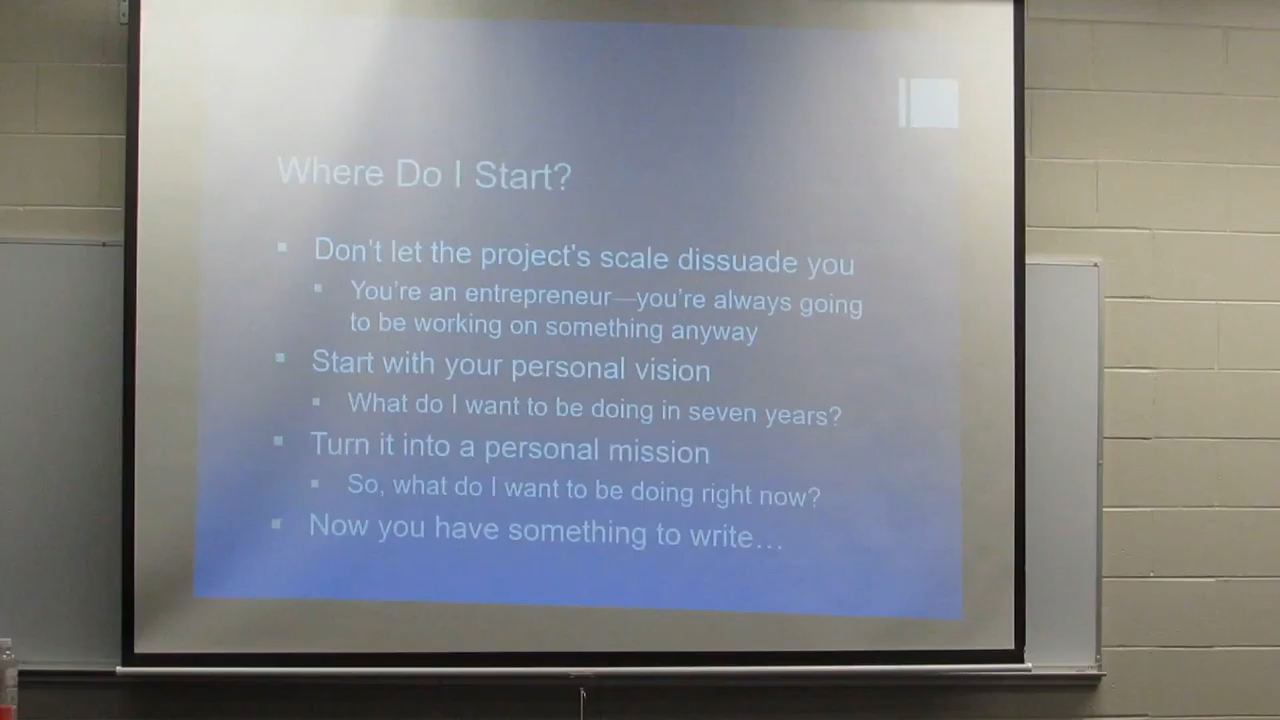 Where Do I Start?
Don't let the project's scale dissuade you
You're an entrepreneur—you're always going
to be working on something anyway
Start with your personal vision
What do I want to be doing in seven years?
Turn it into a personal mission
So, what do I want to be doing right now?
Now you have something to write…